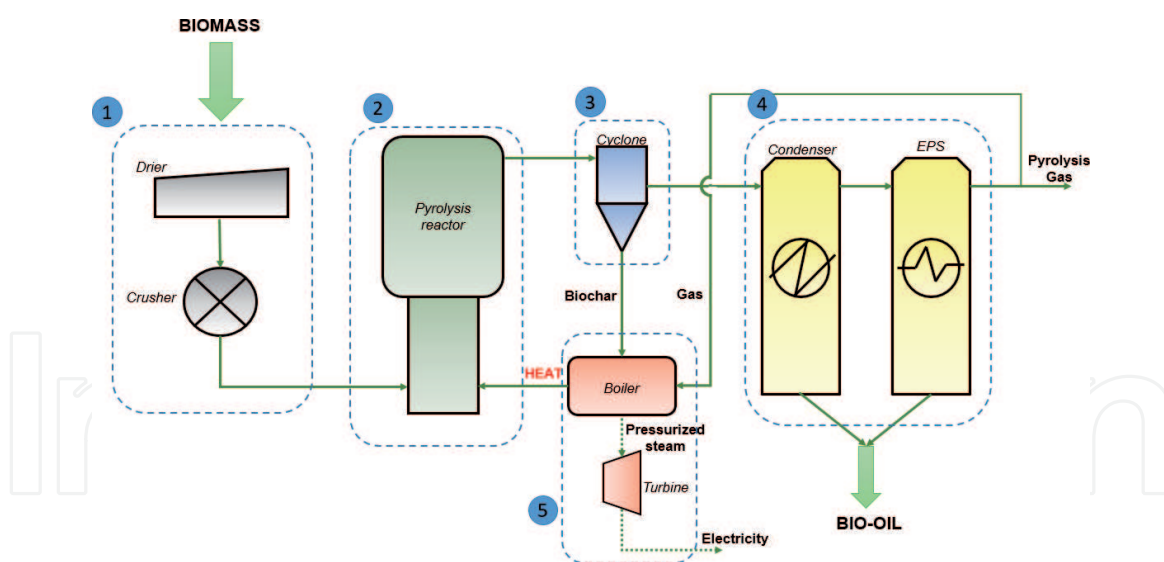 BIOMASS
1
2
3
4
Drier
Crusher
Pyrolysis
reactor
Cyclone
Condenser
EPS
Pyrolysis
Gas
Biochar
Gas
HEAT
Boiler
Pressurized
steam
Turbine
5
Electricity
BIO-OIL